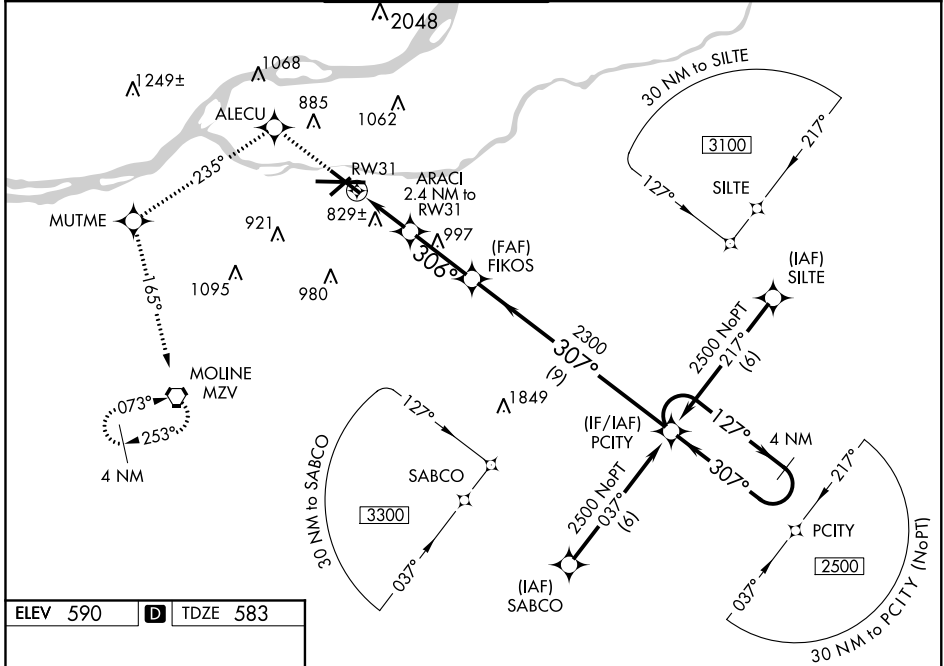 2048
1249±
1068
885
1062
ALECU
RW31
ARACI
2.4 NM to
RW31
235°
MUTME
829±
921
997
306°
(FAF)
FIKOS
1095
980
165°
MOLINE
MZV
073°
253°
4 NM
30 NM to SILTE
3100
217°
127°
SILTE
(IAF)
SILTE
2500 NoPT
217°
(6)
2300
307°
(9)
1849
(IF/IAF)
PCITY
127°
4 NM
307°
30 NM to SABCO
127°
SABCO
3300
037°
2500 NoPT
037°
(6)
(IAF)
SABCO
217°
PCITY
2500
037°
30 NM to PCITY (NoPT)
ELEV 590 D TDZE 583